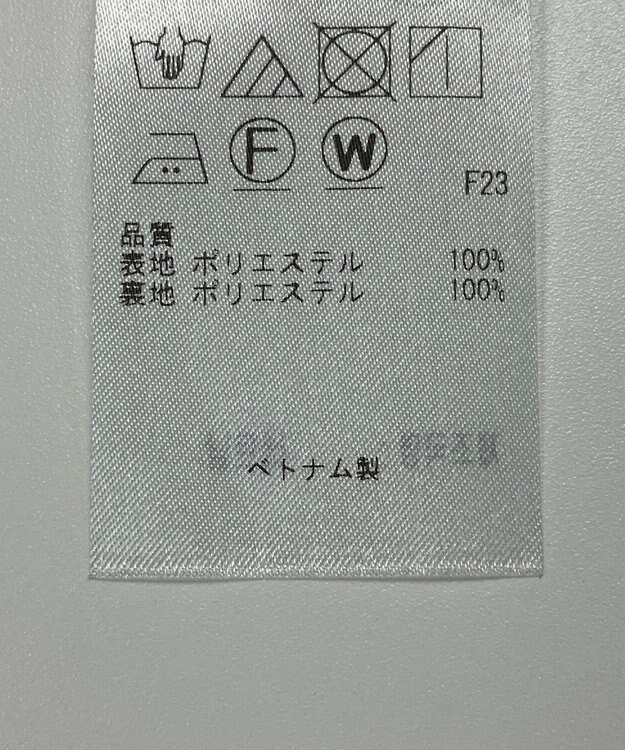 F W
F23
品質
表地 ポリエステル 100%
裏地 ポリエステル 100%
ベトナム製